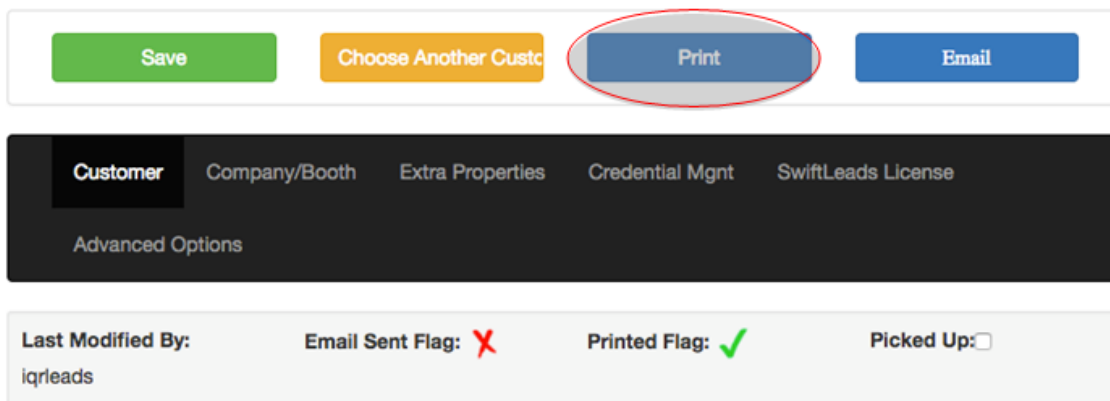 Save Choose Another Custo Print Email
Customer Company/Booth Extra Properties Credential Mgnt SwiftLeads License
Advanced Options
Last Modified By: Email Sent Flag: Printed Flag: Picked Up:
iqrleads